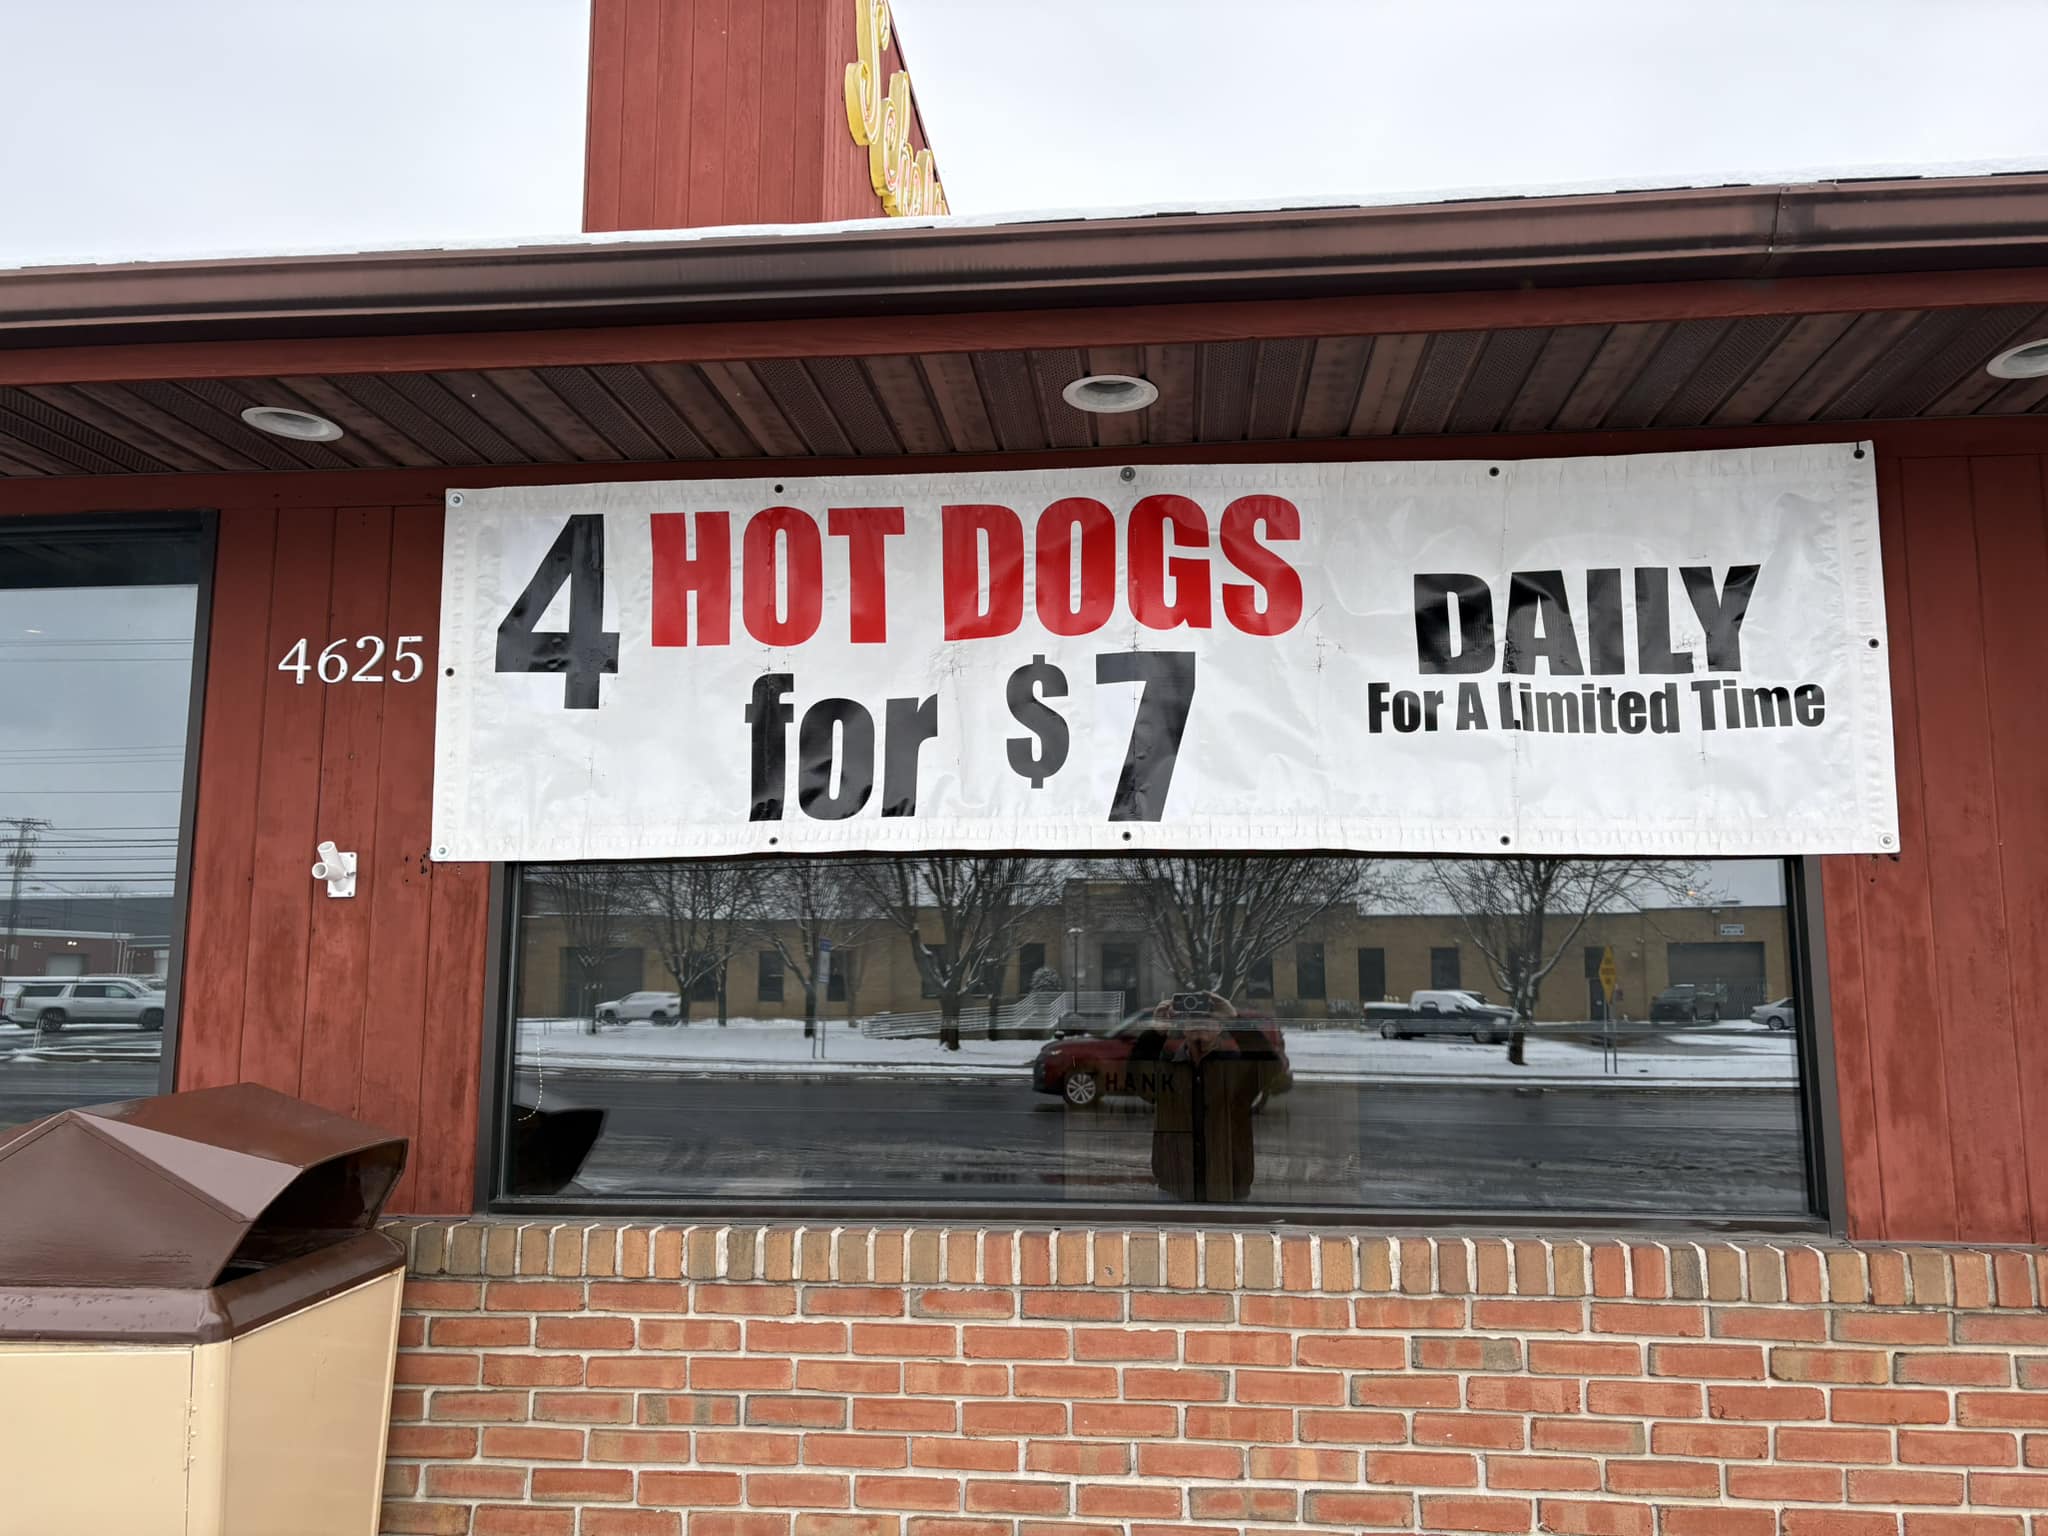 4625
4 HOT DOGS
for $7
DAILY
For A Limited Time
HANK